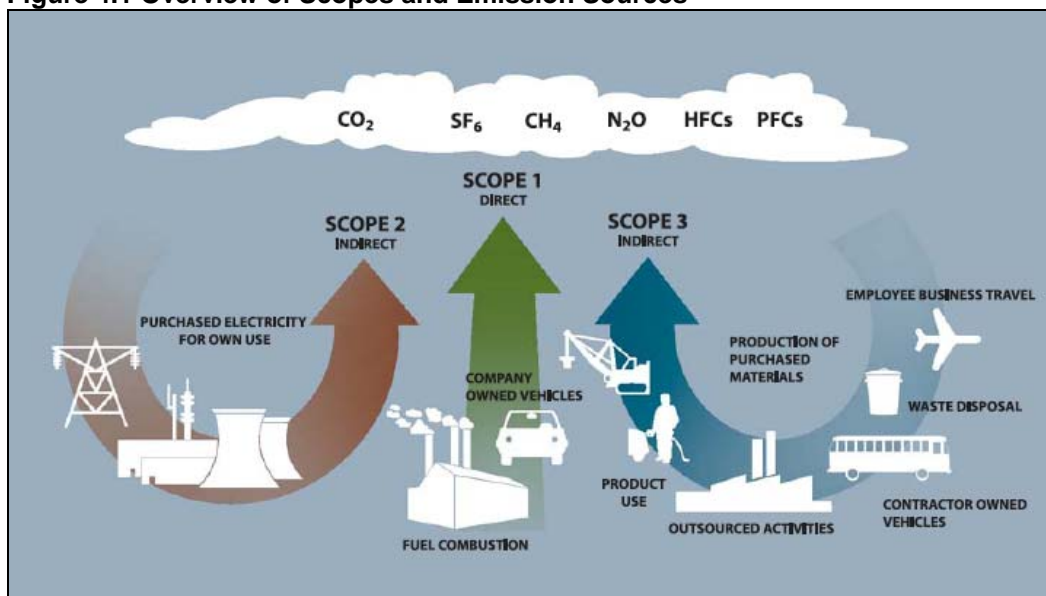 Figure 4.1 Overview of Scopes and Emission Sources
CO₂ SF₆ CH₄ N₂O HFCs PFCs
SCOPE 1
DIRECT
SCOPE 2
INDIRECT
SCOPE 3
INDIRECT
PURCHASED ELECTRICITY
FOR OWN USE
COMPANY
OWNED VEHICLES
FUEL COMBUSTION
PRODUCT
USE
OUTSOURCED ACTIVITIES
PRODUCTION OF
PURCHASED
MATERIALS
EMPLOYEE BUSINESS TRAVEL
WASTE DISPOSAL
CONTRACTOR OWNED
VEHICLES